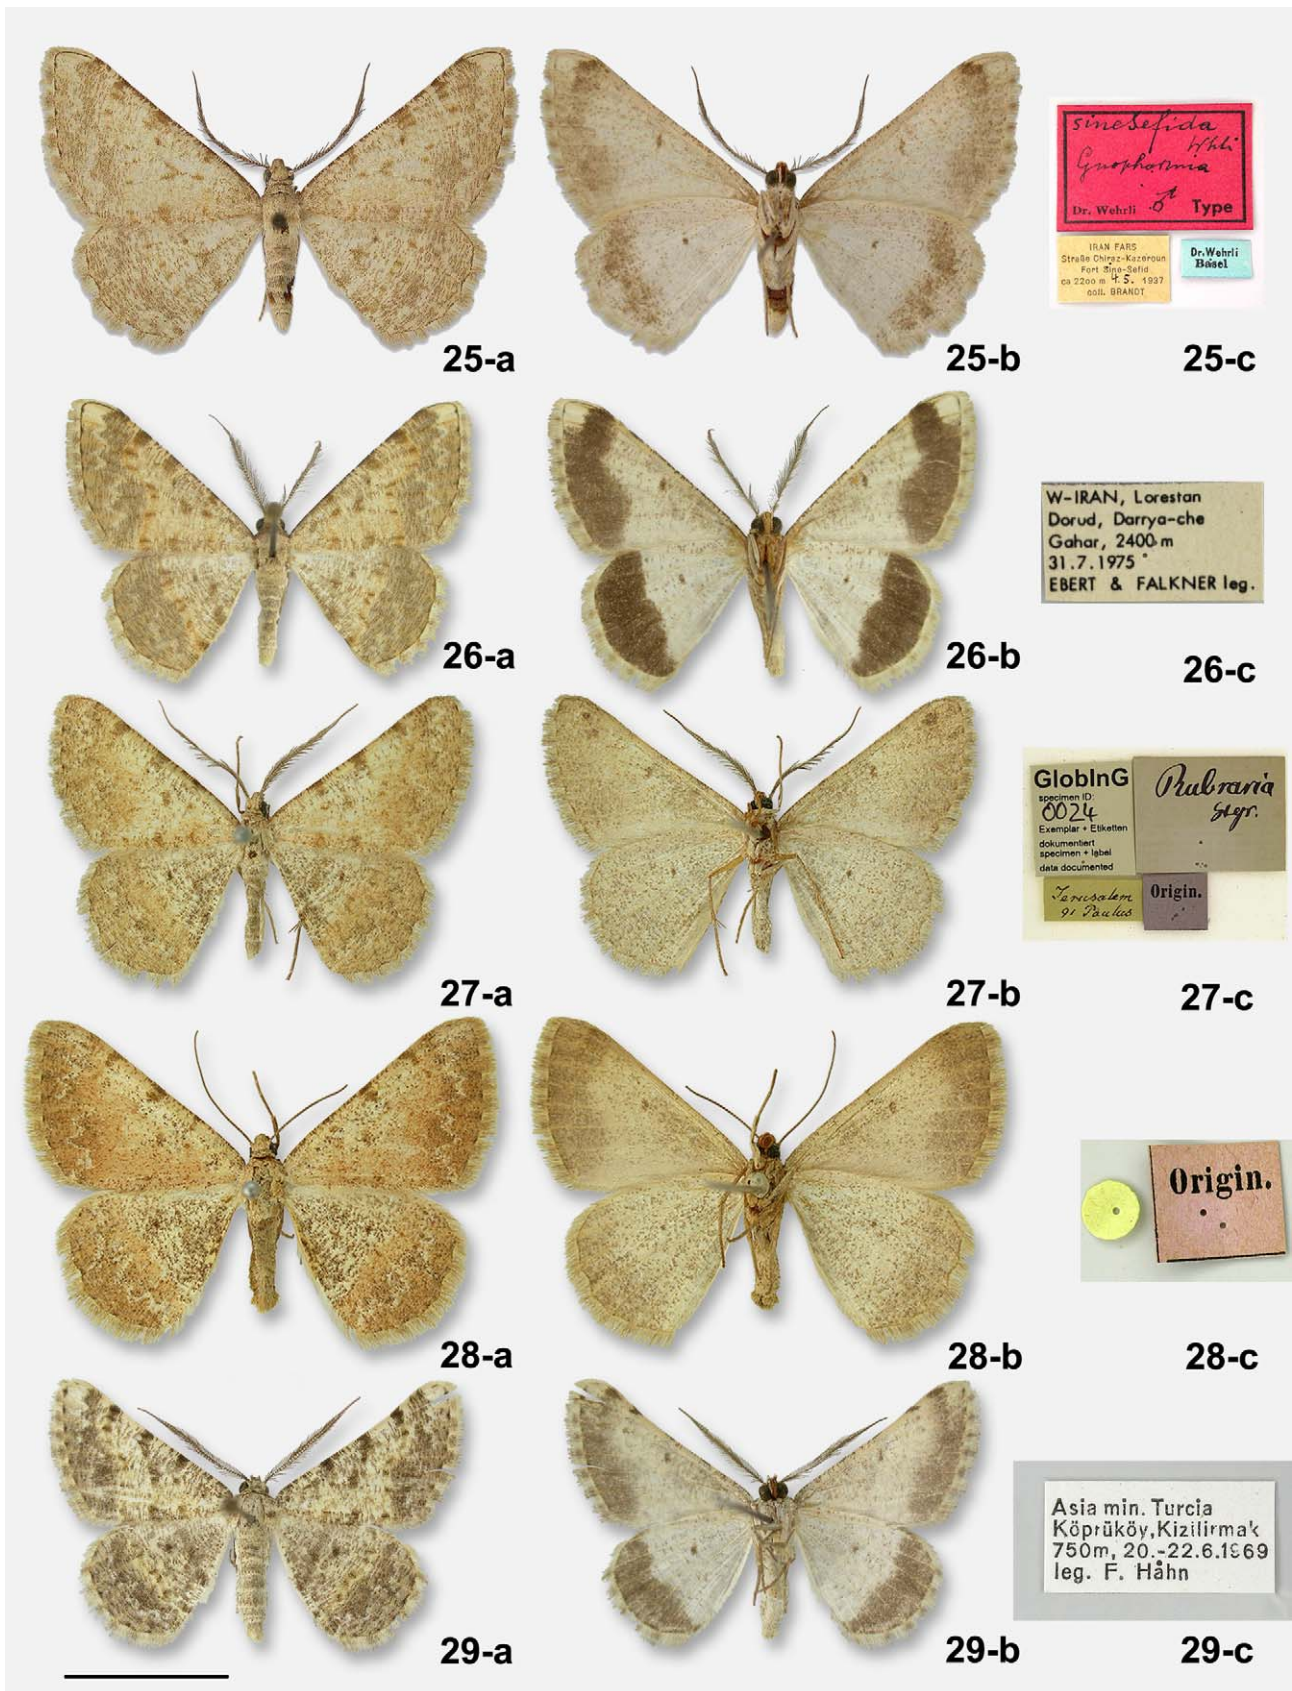 sineSefida
Whli
Gnopharmia
Dr. Wehrli ♂ Type
IRAN FARS
Straße Chiraz-Kazeroun
Fort Sine-Sefid
ca 2200 m 4.5. 1937
coll. BRANDT
Dr. Wehrli
Basel
25-a
25-b
25-c
W-IRAN, Lorestan
Dorud, Darrya-che
Gahar, 2400 m
31.7.1975
EBERT & FALKNER leg.
26-a
26-b
26-c
GlobInG
specimen ID:
0024
Exemplar + Etiketten
dokumentiert
specimen + label
data documented
Rubraria
Stgr.
Jerusalem
91 Paulus
Origin.
27-a
27-b
27-c
Origin.
28-a
28-b
28-c
Asia min. Turcia
Köprüköy, Kizilirmak
750m, 20.-22.6.1969
leg. F. Hahn
29-a
29-b
29-c